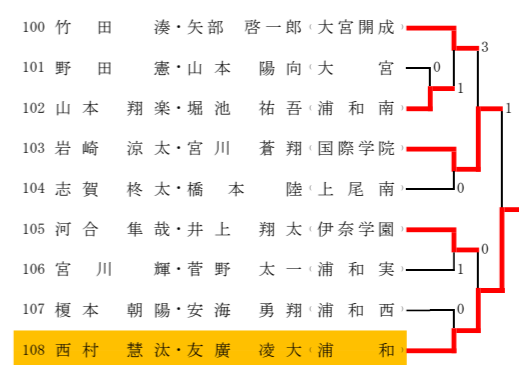 100 竹田 湊・矢部 啓一郎(大宮開成) 3
101 野田 憲・山本 陽向(大宮) 0
1
102 山本 翔楽・堀池 祐吾(浦和南) 1
103 岩崎 涼太・宮川 蒼翔(国際学院)
104 志賀 柊太・橋本 陸(上尾南) 0
105 河合 隼哉・井上 翔太(伊奈学園) 0
106 宮川 輝・菅野 太一(浦和実) 1
107 榎本 朝陽・安海 勇翔(浦和西) 0
108 西村 慧汰・友廣 凌大(浦和)